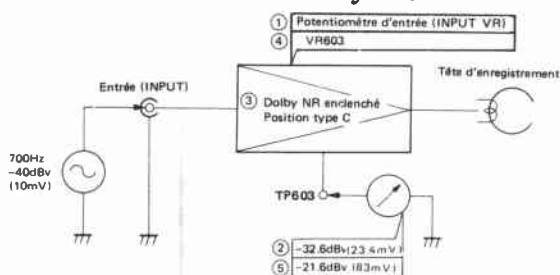 ① Potentiomètre d'entrée (INPUT VR)
④ VR603
Entrée (INPUT)
Tête d'enregistrement
③ Dolby NR enclenché
Position type C
700Hz
-40dBv
(10mV)
TP603
② -32.6dBv(23.4mV)
⑤ -21.6dBv (83mV)